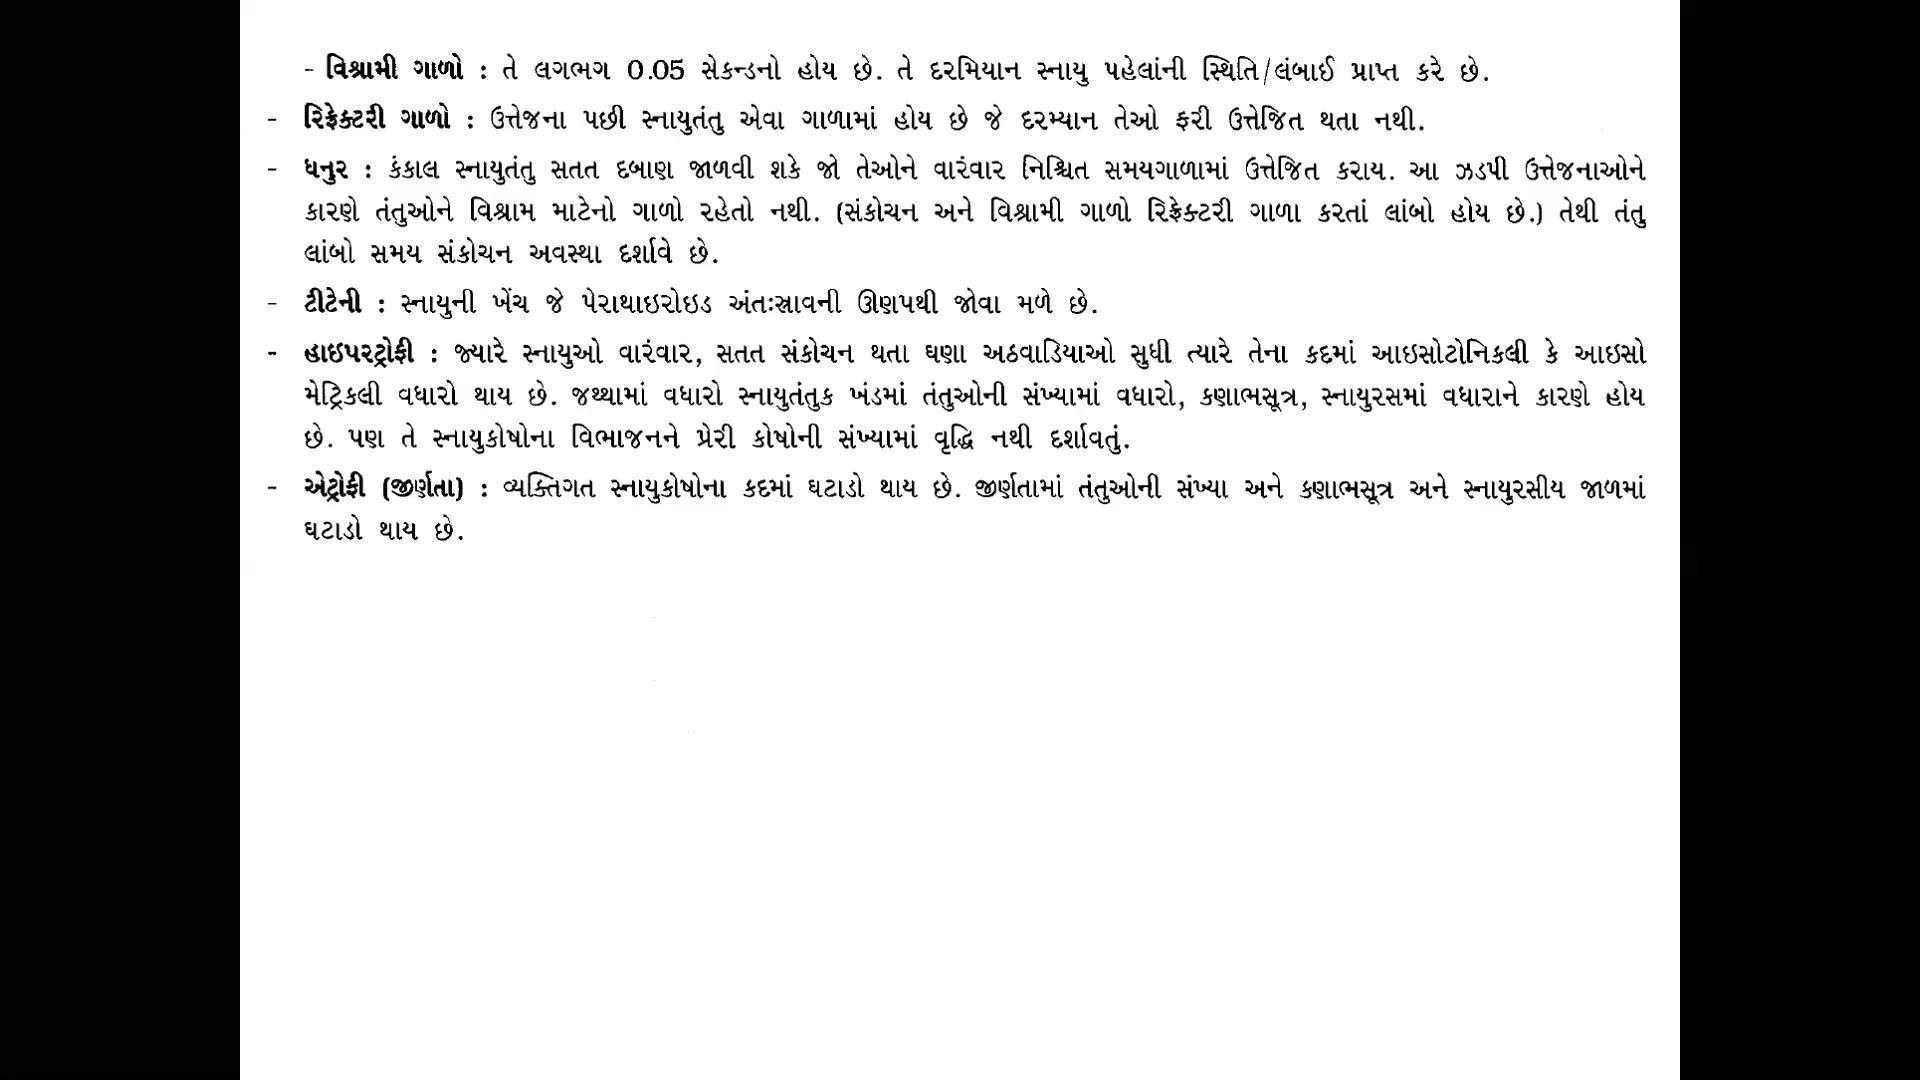 - વિશ્રામી ગાળો : તે લગભગ 0.05 સેકન્ડનો હોય છે. તે દરમિયાન સ્નાયુ પહેલાંની સ્થિતિ/લંબાઈ પ્રાપ્ત કરે છે.
- રિફ્રેક્ટરી ગાળો : ઉત્તેજના પછી સ્નાયુતંતુ એવા ગાળામાં હોય છે જે દરમ્યાન તેઓ ફરી ઉત્તેજિત થતા નથી.
- ધનુર : કંકાલ સ્નાયુતંતુ સતત દબાણ જાળવી શકે જો તેઓને વારંવાર નિશ્ચિત સમયગાળામાં ઉત્તેજિત કરાય. આ ઝડપી ઉત્તેજનાઓને
કારણે તંતુઓને વિશ્રામ માટેનો ગાળો રહેતો નથી. (સંકોચન અને વિશ્રામી ગાળો રિફ્રેક્ટરી ગાળા કરતાં લાંબો હોય છે.) તેથી તંતુ
લાંબો સમય સંકોચન અવસ્થા દર્શાવે છે.
- ટીટેની : સ્નાયુની ખેંચ જે પેરાથાઇરોઇડ અંતઃસ્રાવની ઊણપથી જોવા મળે છે.
- હાઇપરટ્રોફી : જ્યારે સ્નાયુઓ વારંવાર, સતત સંકોચન થતા ઘણા અઠવાડિયાઓ સુધી ત્યારે તેના કદમાં આઇસોટોનિકલી કે આઇસો
મેટ્રિકલી વધારો થાય છે. જથ્થામાં વધારો સ્નાયુતંતુક ખંડમાં તંતુઓની સંખ્યામાં વધારો, કણાભસૂત્ર, સ્નાયુરસમાં વધારાને કારણે હોય
છે. પણ તે સ્નાયુકોષોના વિભાજનને પ્રેરી કોષોની સંખ્યામાં વૃદ્ધિ નથી દર્શાવતું.
- એટ્રોફી (જીર્ણતા) : વ્યક્તિગત સ્નાયુકોષોના કદમાં ઘટાડો થાય છે. જીર્ણતામાં તંતુઓની સંખ્યા અને કણાભસૂત્ર અને સ્નાયુરસીય જાળમાં
ઘટાડો થાય છે.